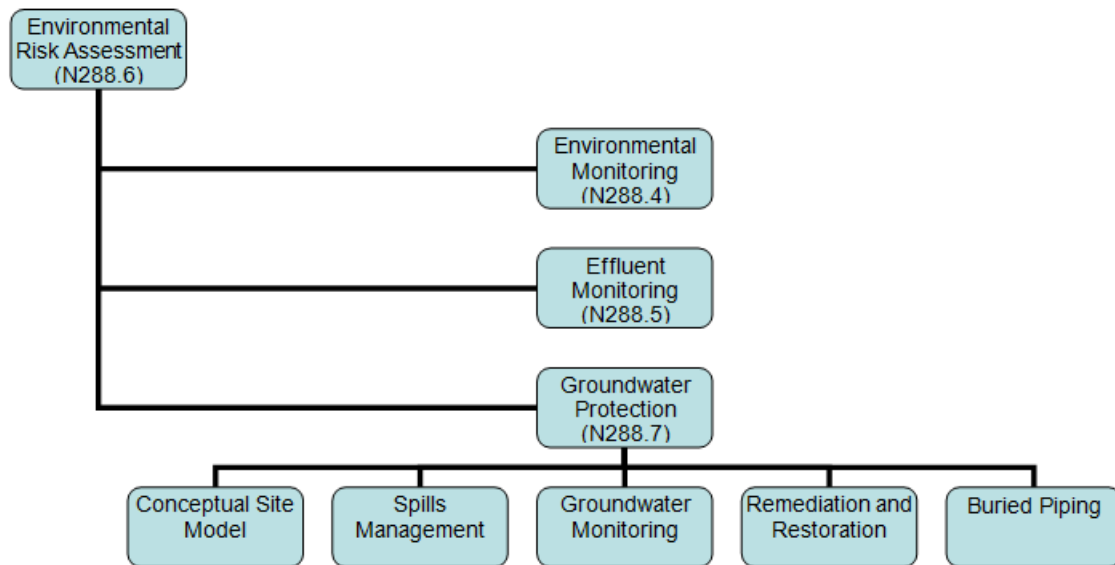 Environmental
Risk Assessment
(N288.6)
Environmental
Monitoring
(N288.4)
Effluent
Monitoring
(N288.5)
Groundwater
Protection
(N288.7)
Conceptual Site
Model
Spills
Management
Groundwater
Monitoring
Remediation and
Restoration
Buried Piping